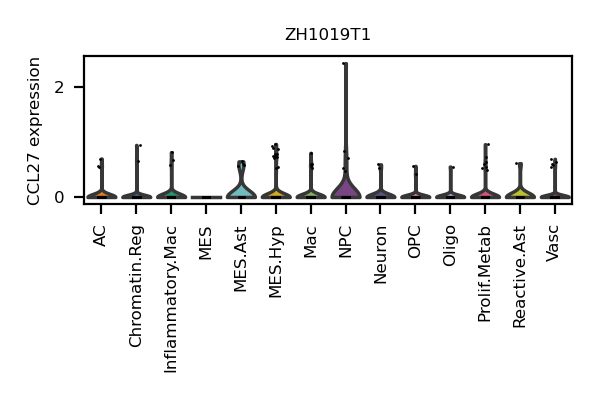 ZH1019T1
CCL27 expression
2
0
AC
Chromatin.Reg
Inflammatory.Mac
MES
MES.Ast
MES.Hyp
Mac
NPC
Neuron
OPC
Oligo
Prolif.Metab
Reactive.Ast
Vasc